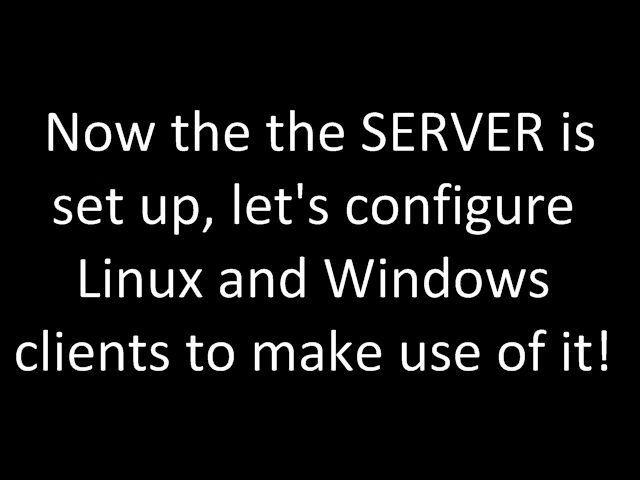 Now the the SERVER is
set up, let's configure
Linux and Windows
clients to make use of it!